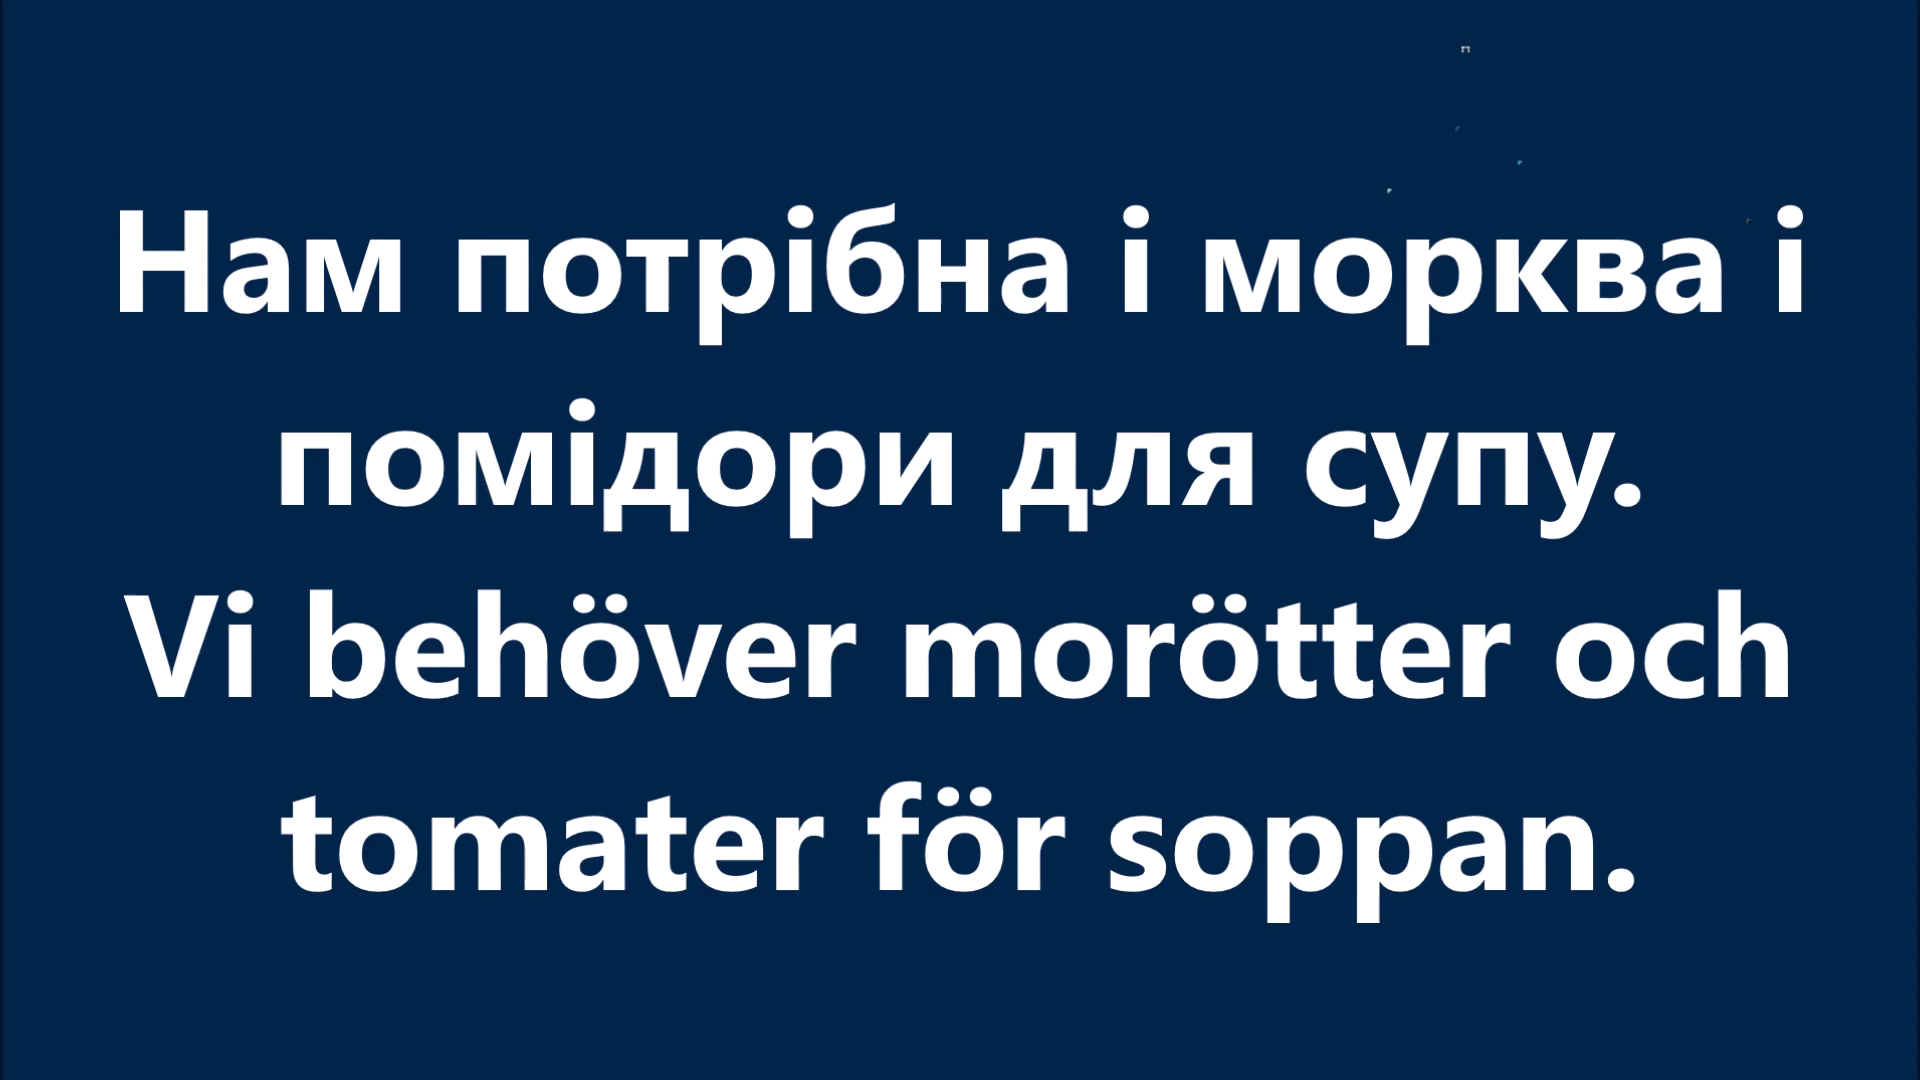 Нам потрібна і морква і
помідори для супу.
Vi behöver morötter och
tomater för soppan.